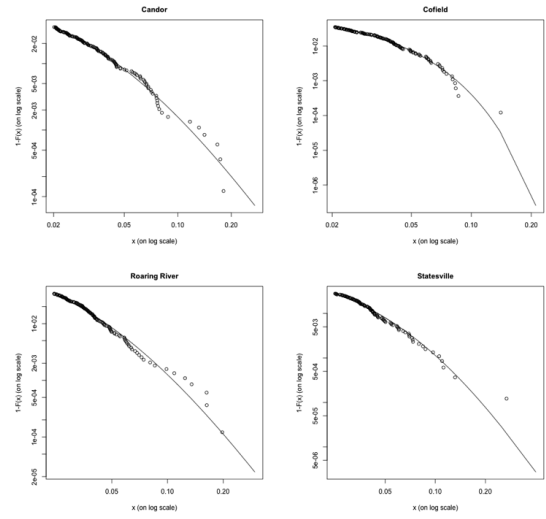 Candor
1-F(x) (on log scale)
2e-02
5e-03
2e-03
5e-04
1e-04
0.02
0.05
0.10
0.20
x (on log scale)
Cofield
1-F(x) (on log scale)
1e-02
1e-03
1e-04
1e-05
1e-06
0.02
0.05
0.10
0.20
x (on log scale)
Roaring River
1-F(x) (on log scale)
1e-02
2e-03
5e-04
1e-04
2e-05
0.05
0.10
0.20
x (on log scale)
Statesville
1-F(x) (on log scale)
5e-03
5e-04
5e-05
5e-06
0.05
0.10
0.20
x (on log scale)